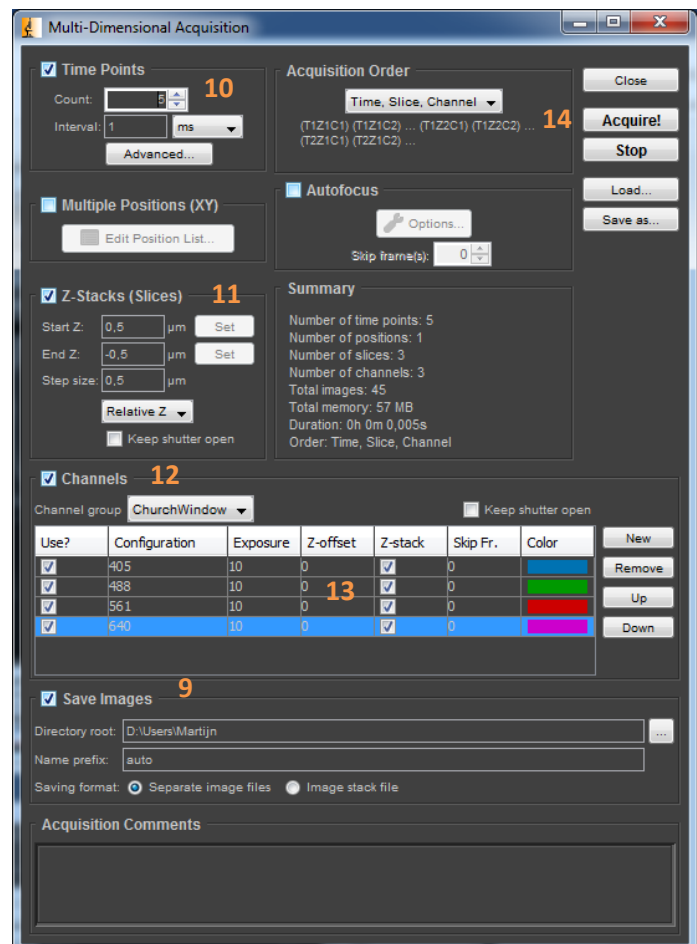 Multi-Dimensional Acquisition
Time Points
10
Count: 5
Interval: 1 ms
Advanced...
Acquisition Order
Time, Slice, Channel
14
(T1Z1C1) (T1Z1C2) ... (T1Z2C1) (T1Z2C2) ...
(T2Z1C1) (T2Z1C2) ...
Close
Acquire!
Stop
Load...
Save as...
Multiple Positions (XY)
Edit Position List...
Autofocus
Options...
Skip frame(s): 0
Z-Stacks (Slices) 11
Start Z: 0,5 µm Set
End Z: -0,5 µm Set
Step size: 0,5 µm
Relative Z
Keep shutter open
Summary
Number of time points: 5
Number of positions: 1
Number of slices: 3
Number of channels: 3
Total images: 45
Total memory: 57 MB
Duration: 0h 0m 0,005s
Order: Time, Slice, Channel
Channels 12
Channel group ChurchWindow Keep shutter open
Use? Configuration Exposure Z-offset Z-stack Skip Fr. Color
405 10 0 0
488 10 0 0
13
561 10 0 0
640 10 0 0
New
Remove
Up
Down
Save Images 9
Directory root: D:\Users\Martijn ...
Name prefix: auto
Saving format: Separate image files Image stack file
Acquisition Comments